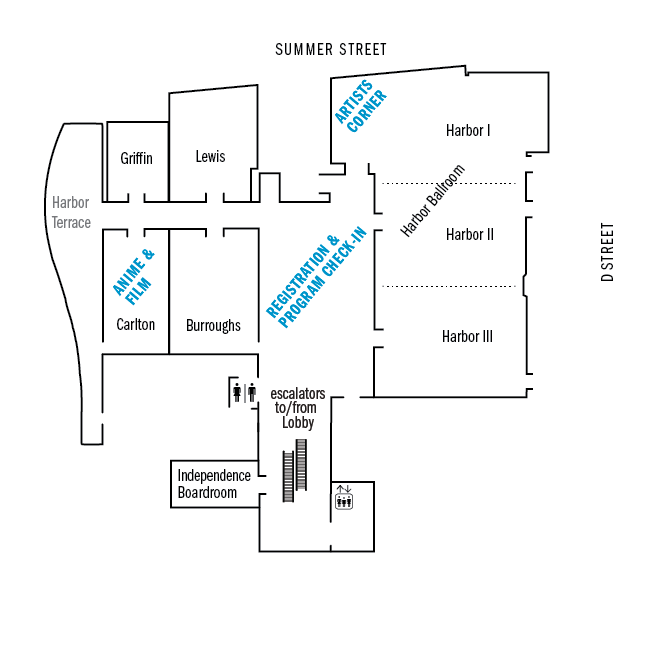 SUMMER STREET
ARTISTS
CORNER
Harbor I
Griffin
Lewis
Harbor Ballroom
Harbor
Terrace
Harbor II
D STREET
ANIME &
FILM
REGISTRATION &
PROGRAM CHECK-IN
Carlton
Burroughs
Harbor III
escalators
to/from
Lobby
Independence
Boardroom